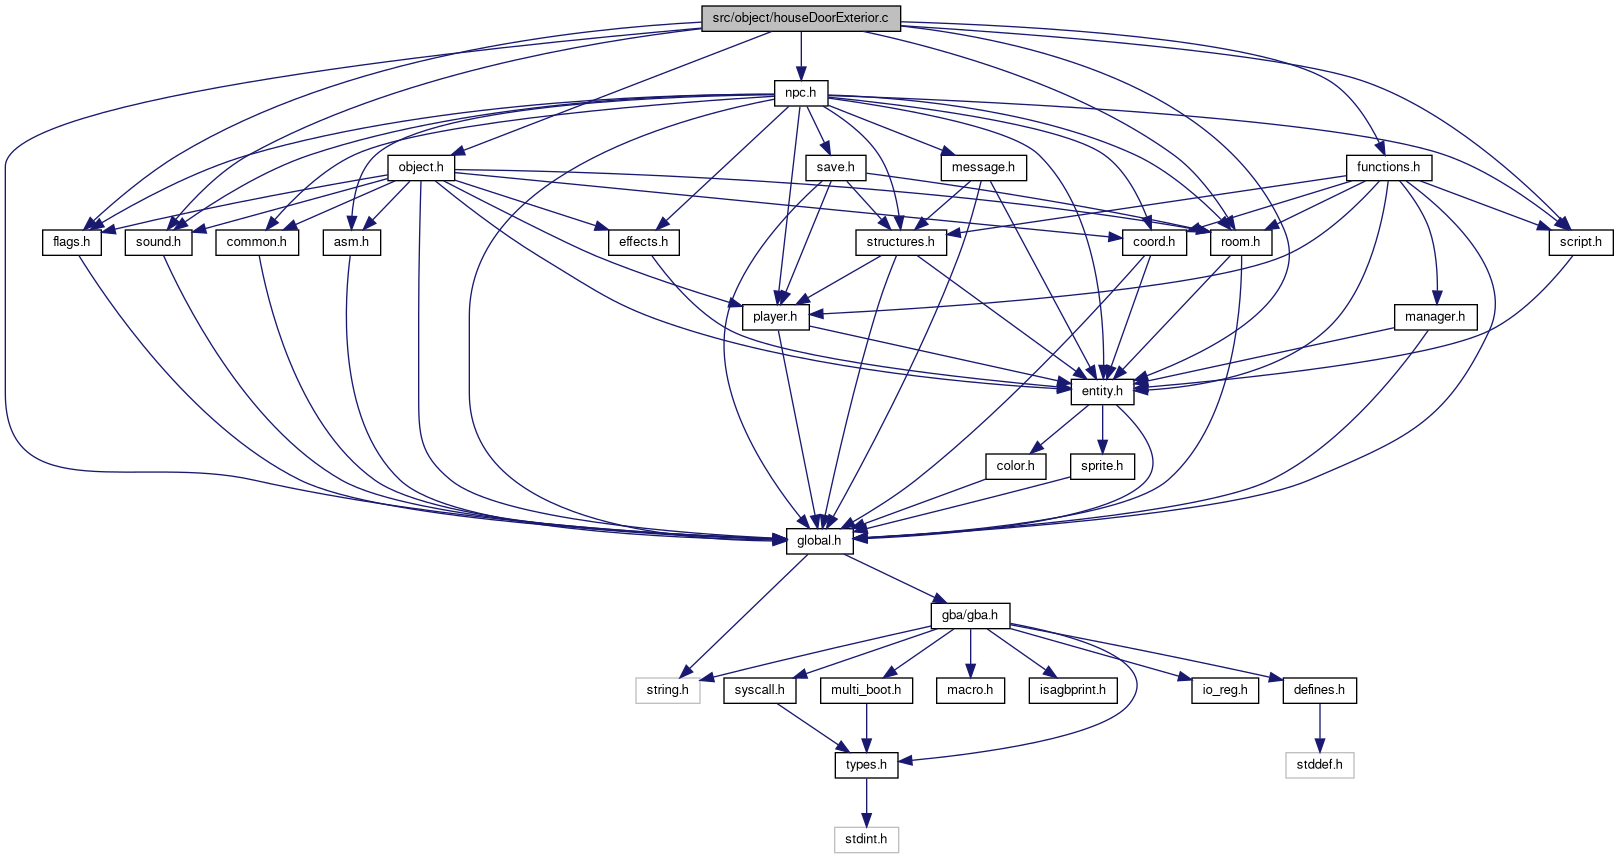 src/object/houseDoorExterior.c
npc.h
object.h
save.h
message.h
functions.h
flags.h
sound.h
common.h
asm.h
effects.h
structures.h
coord.h
room.h
script.h
player.h
manager.h
entity.h
color.h
sprite.h
global.h
gba/gba.h
string.h
syscall.h
multi_boot.h
macro.h
isagbprint.h
io_reg.h
defines.h
types.h
stddef.h
stdint.h